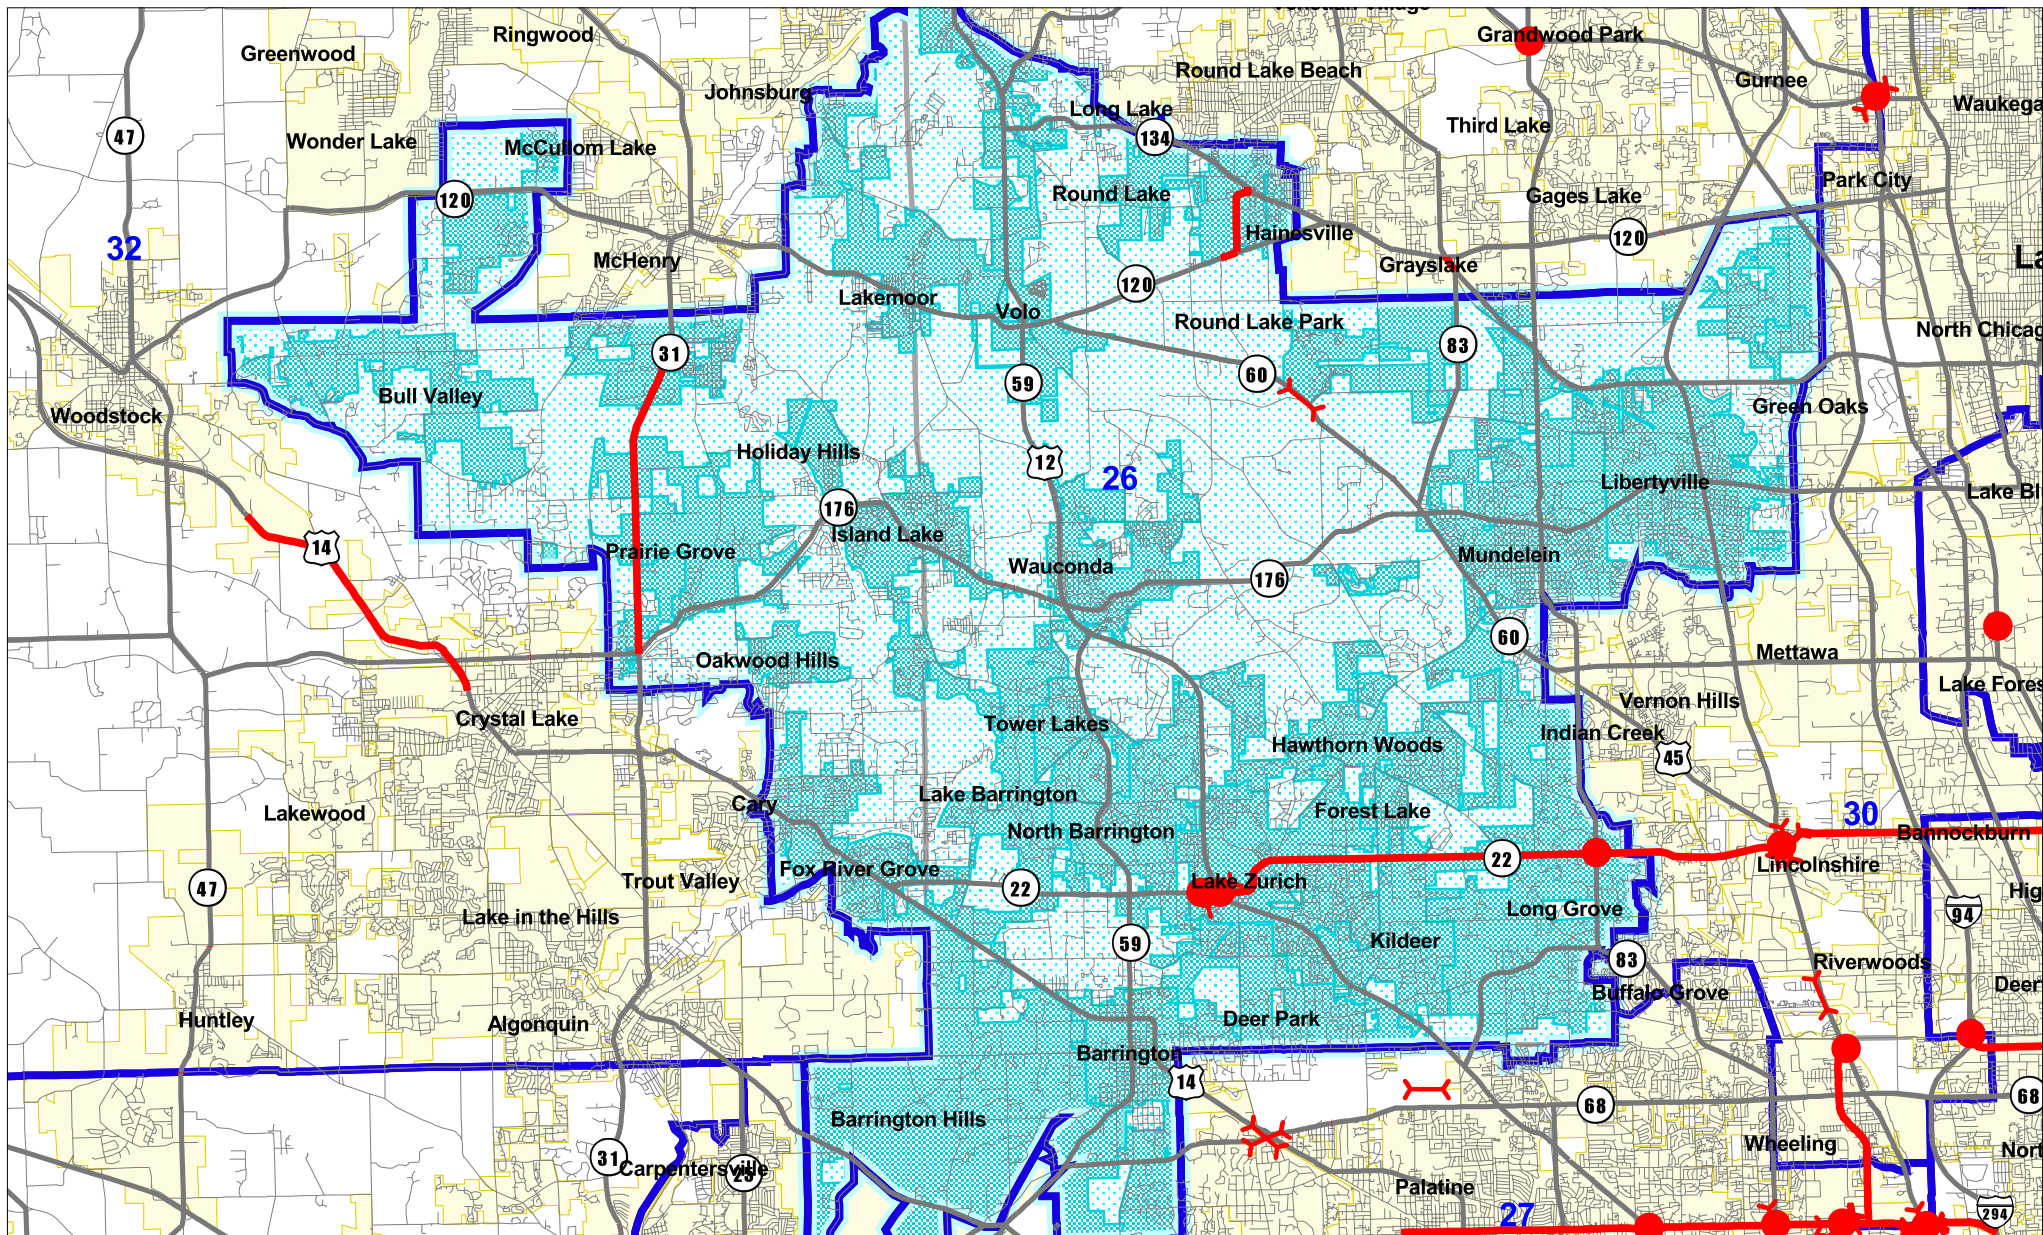 Grandwood Park
Ringwood
Greenwood
Round Lake Beach
Gurnee
Johnsburg
Waukega
Long Lake
Third Lake
47
134
Wonder Lake
McCullom Lake
Park City
120
Round Lake
Gages Lake
Hainesville
120
32
McHenry
Grayslake
La
120
Lakemoor
Volo
Round Lake Park
North Chicag
31
83
59
60
Bull Valley
Green Oaks
Woodstock
Holiday Hills
12
26
Libertyville
Lake Bl
176
Island Lake
14
Prairie Grove
Wauconda
Mundelein
176
60
Mettawa
Oakwood Hills
Lake Fores
Vernon Hills
Crystal Lake
Tower Lakes
Indian Creek
Hawthorn Woods
45
Lake Barrington
Cary
Forest Lake
Lakewood
30
North Barrington
Bannockburn
22
Lincolnshire
Fox River Grove
Trout Valley
Lake Zurich
47
22
Hig
Long Grove
94
Lake in the Hills
59
Kildeer
83
Riverwoods
Deer
Buffalo Grove
Huntley
Algonquin
Deer Park
Barrington
14
68
68
Barrington Hills
Wheeling
Nort
31
Carpentersville
25
Palatine
27
294